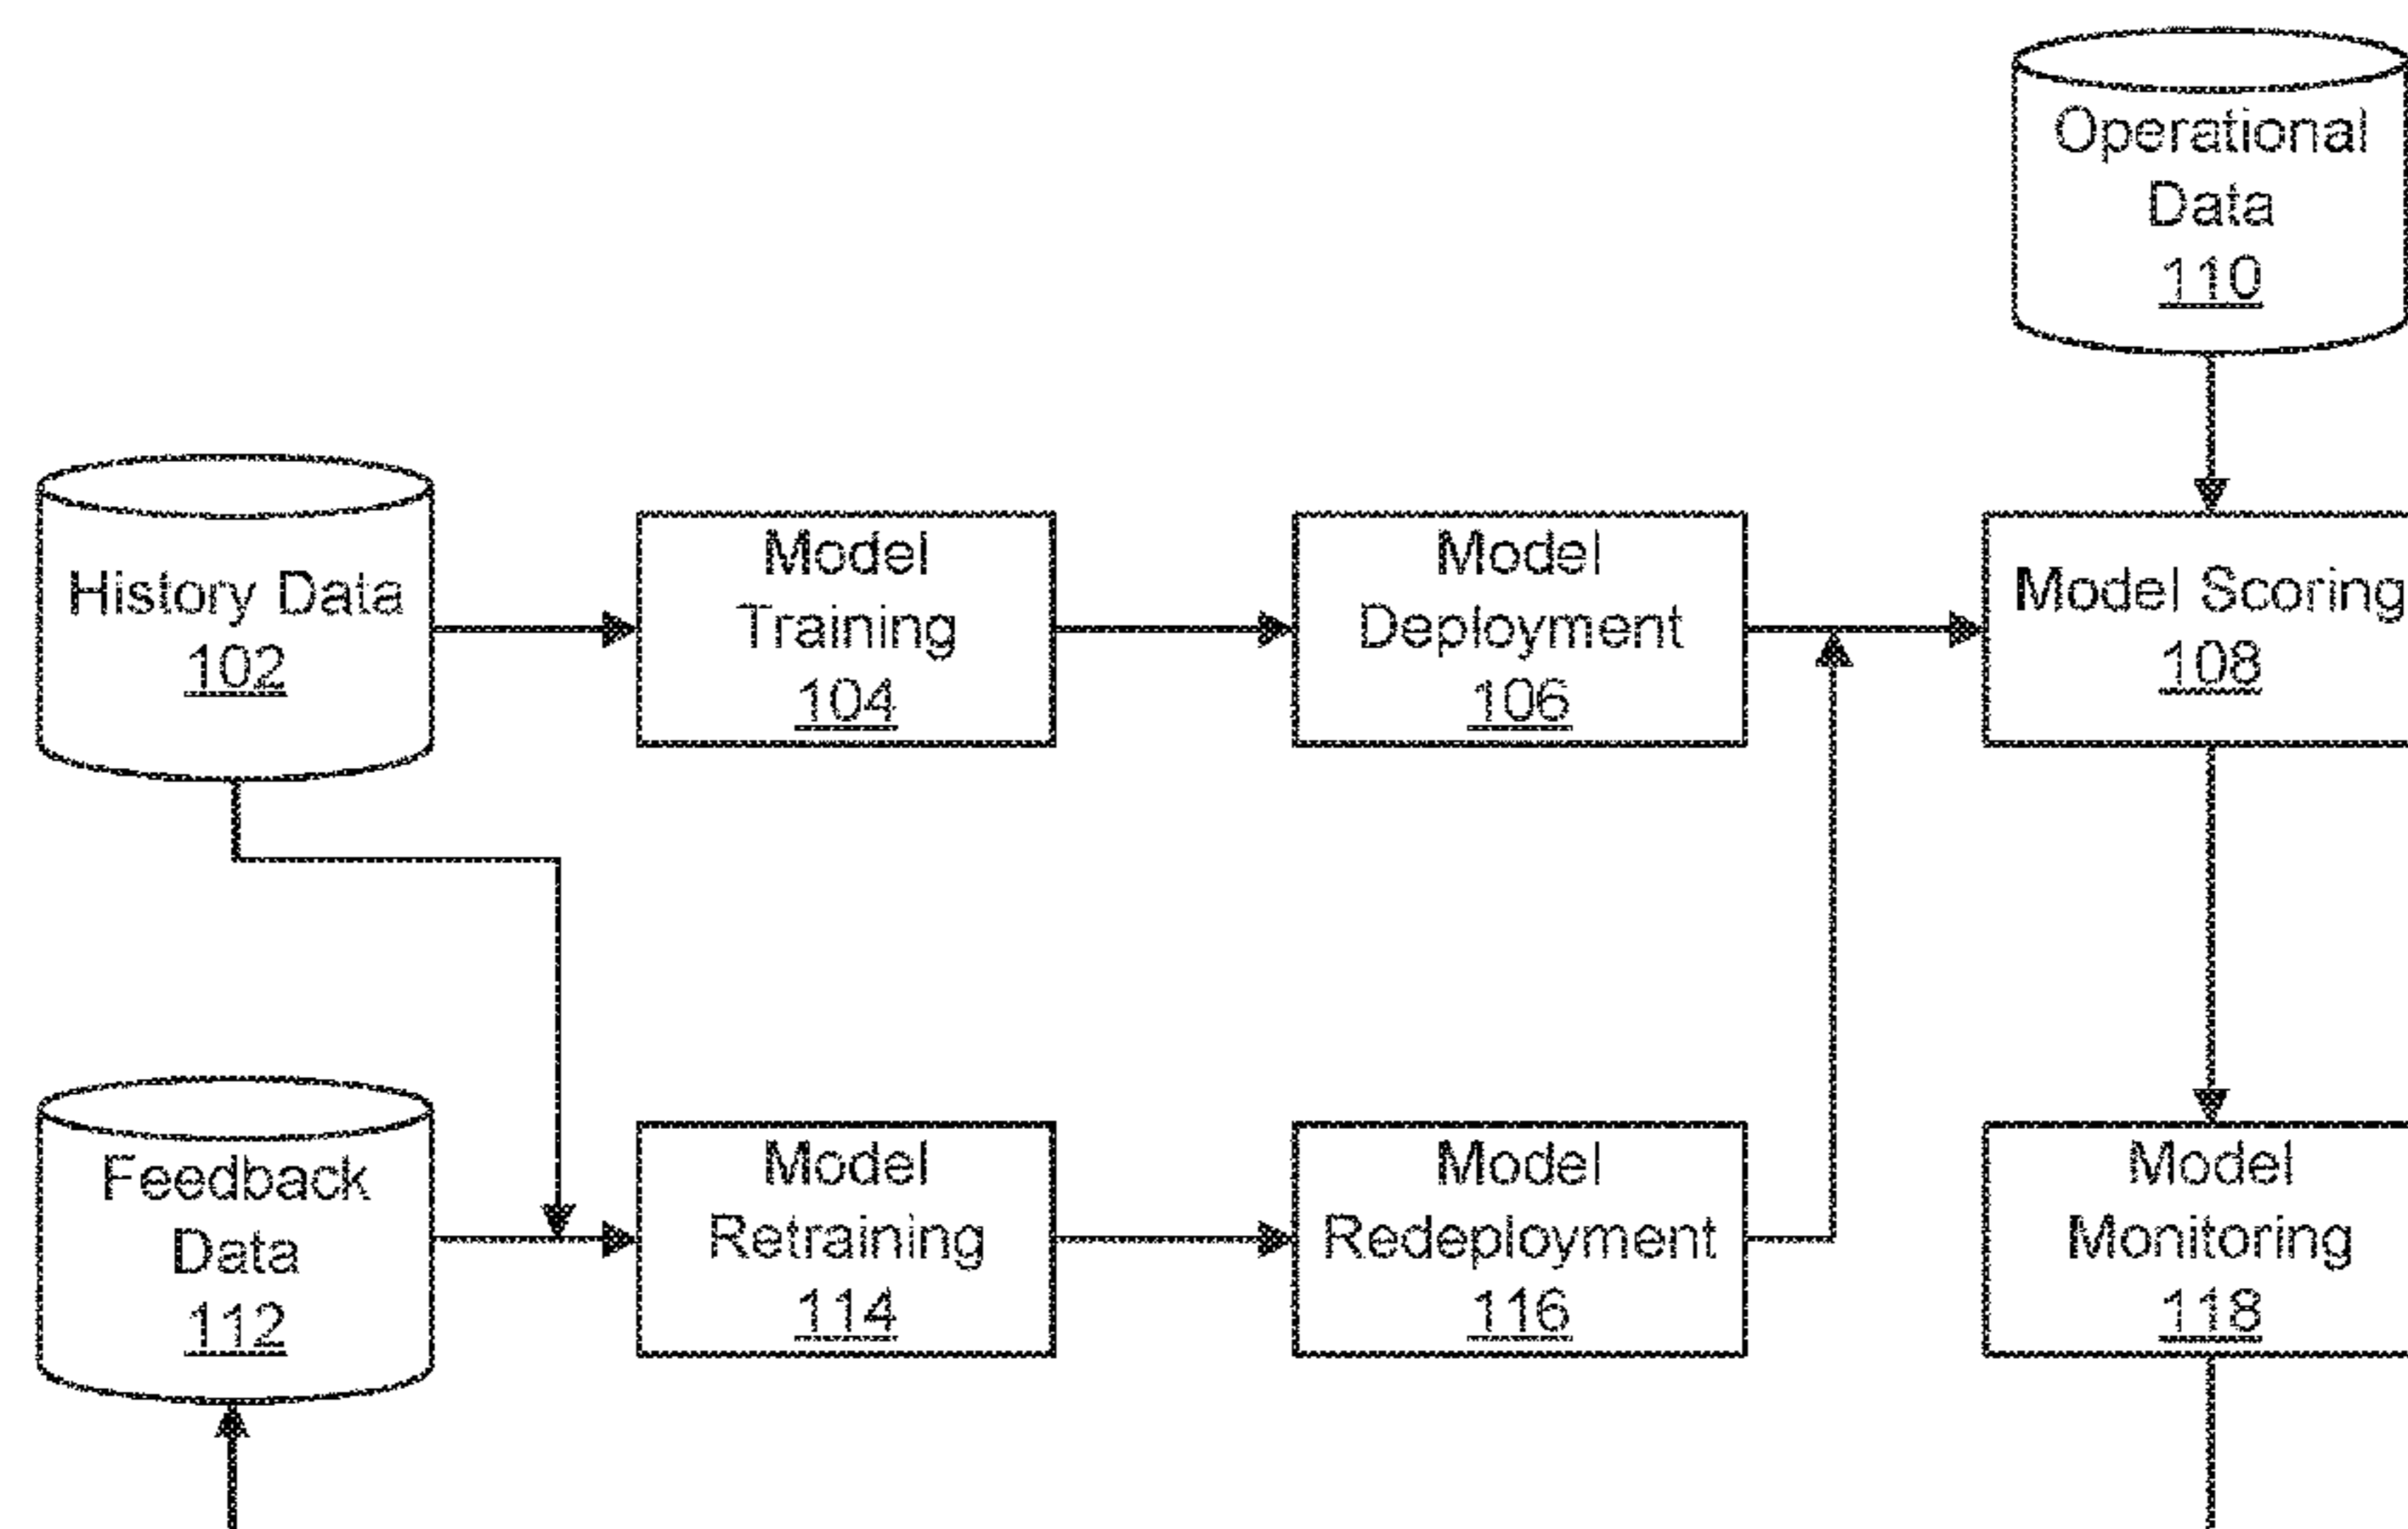 Operational
Data
110
History Data
102
Model
Training
104
Model
Deployment
106
Model Scoring
108
Feedback
Data
112
Model
Retraining
114
Model
Redeployment
116
Model
Monitoring
118